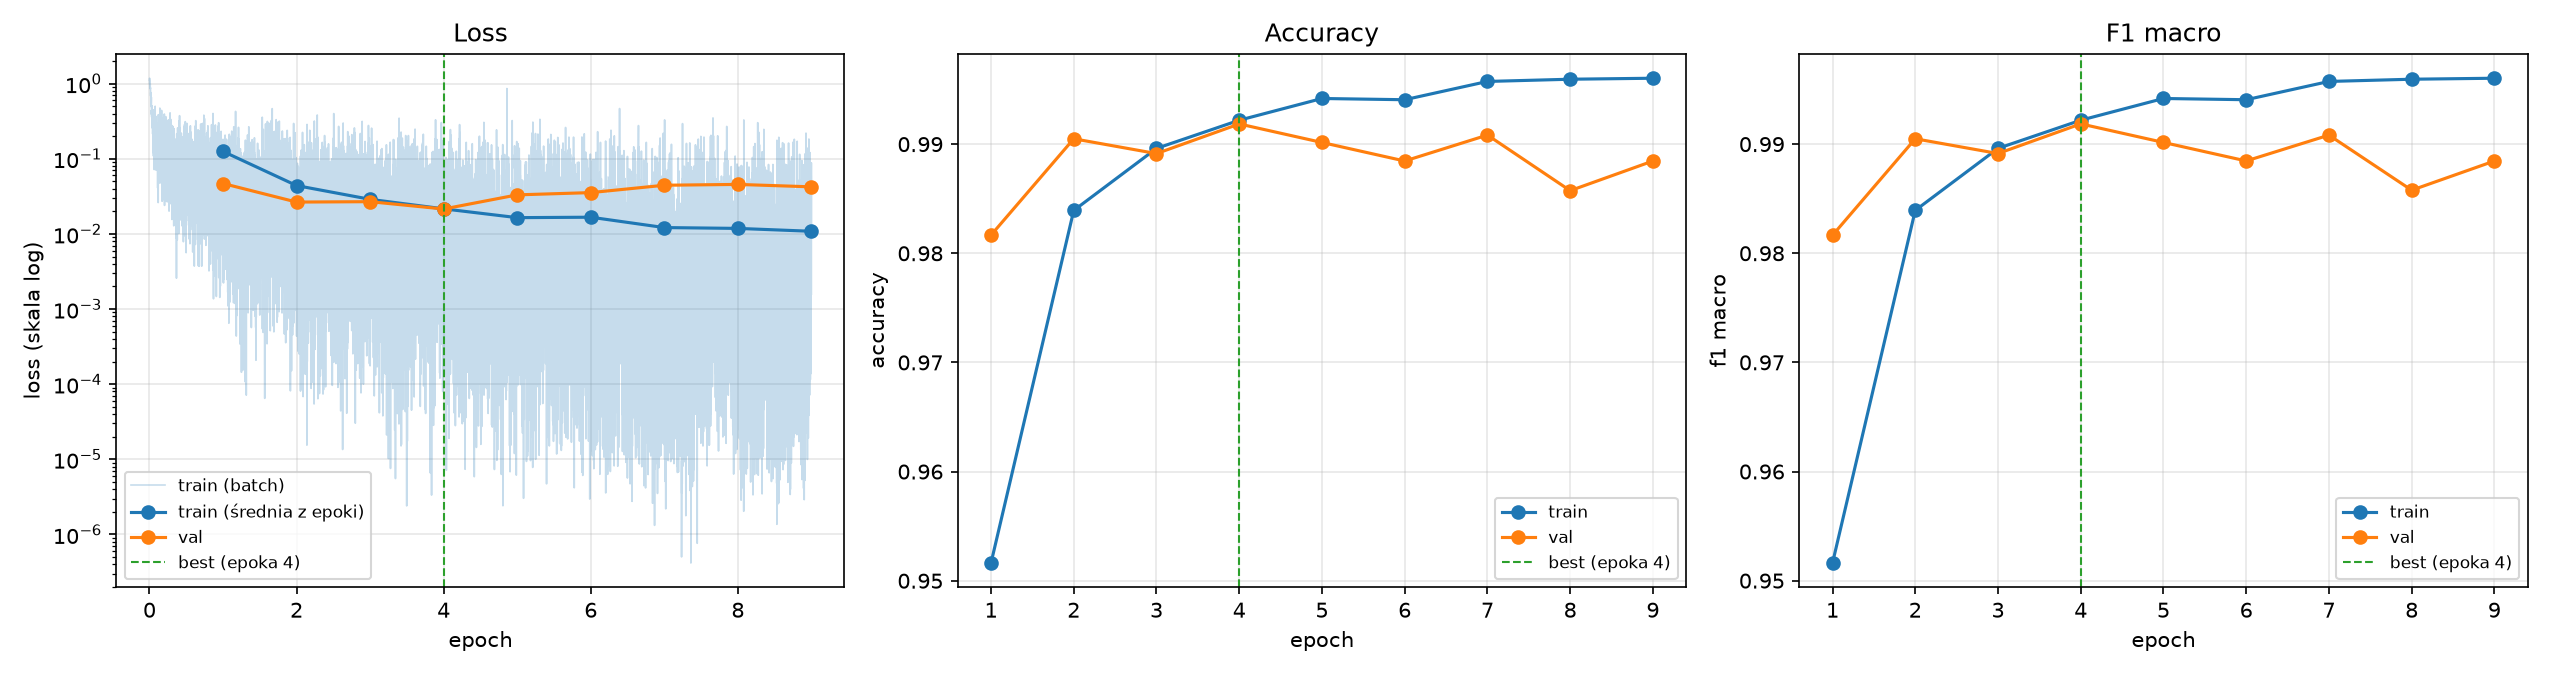 Loss
loss (skala log)
10⁰
10⁻¹
10⁻²
10⁻³
10⁻⁴
10⁻⁵
10⁻⁶
train (batch)
train (średnia z epoki)
val
best (epoka 4)
0 2 4 6 8
epoch
Accuracy
accuracy
0.99
0.98
0.97
0.96
0.95
train
val
best (epoka 4)
1 2 3 4 5 6 7 8 9
epoch
F1 macro
f1 macro
0.99
0.98
0.97
0.96
0.95
train
val
best (epoka 4)
1 2 3 4 5 6 7 8 9
epoch